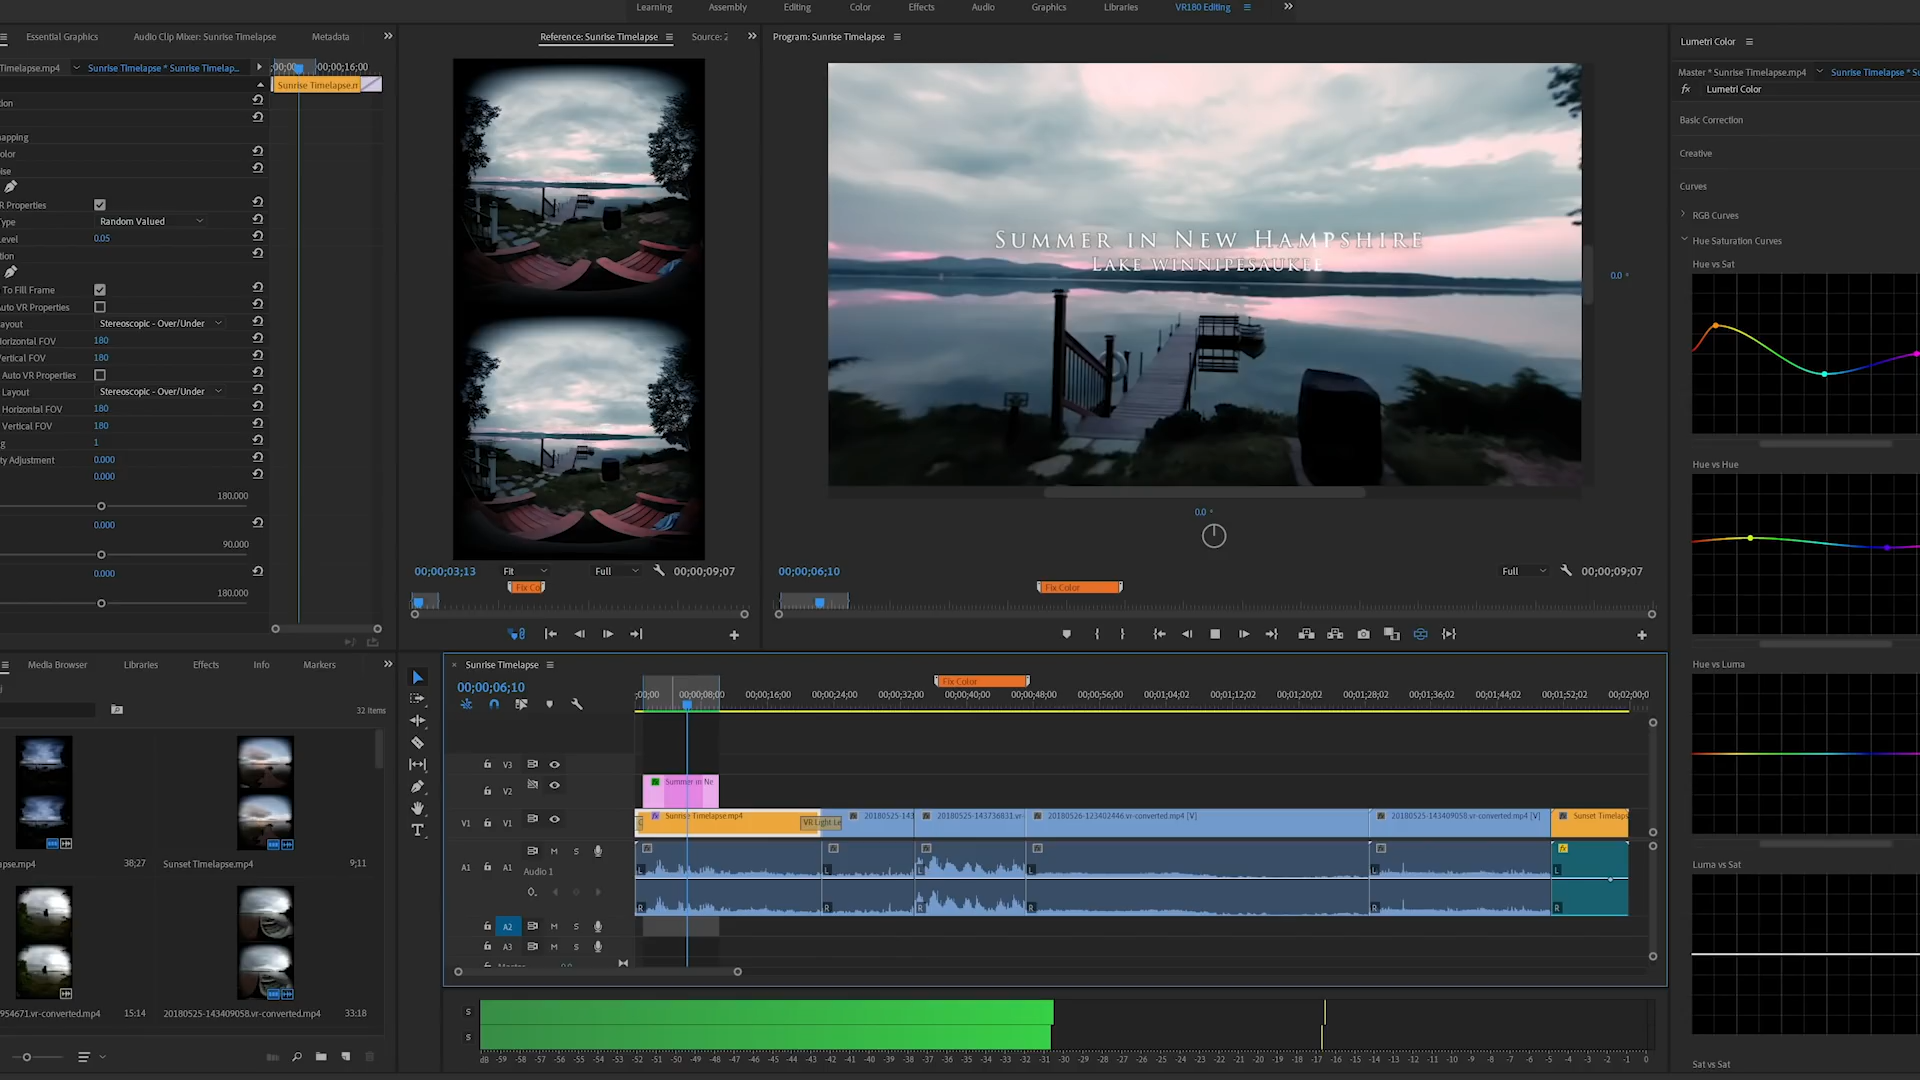 Learning
Assembly
Editing
Color
Effects
Audio
Graphics
Libraries
VR180 Editing
Essential Graphics
Audio Clip Mixer: Sunrise Timelapse
Metadata
Reference: Sunrise Timelapse
Source: 2
Program: Sunrise Timelapse
Lumetri Color
Timelapse.mp4
Sunrise Timelapse * Sunrise Timelap...
;00;00
00;00;16;00
Sunrise Timelapse.m
Master * Sunrise Timelapse.mp4
Sunrise Timelapse * Su
fx Lumetri Color
Basic Correction
Creative
Curves
RGB Curves
Hue Saturation Curves
Hue vs Sat
Hue vs Hue
Hue vs Luma
Luma vs Sat
Sat vs Sat
tion
apping
olor
ise
R Properties
ype
Random Valued
Level
0.05
tion
To Fill Frame
Auto VR Properties
ayout
Stereoscopic - Over/Under
orizontal FOV
180
Vertical FOV
180
Auto VR Properties
Layout
Stereoscopic - Over/Under
Horizontal FOV
180
Vertical FOV
180
g
1
ty Adjustment
0.000
0.000
180.000
0.000
90.000
0.000
180.000
Summer in New Hampshire
Lake Winnipesaukee
0.0 °
0.0 °
00;00;03;13
Fit
Full
00;00;09;07
Fix Co
00;00;06;10
Full
00;00;09;07
Fix Color
Media Browser
Libraries
Effects
Info
Markers
32 Items
apse.mp4
38;27
Sunset Timelapse.mp4
9;11
954671.vr-converted.mp4
15:14
20180525-143409058.vr-converted.mp4
33:18
× Sunrise Timelapse
00;00;06;10
Fix Color
;00;00
00;00;08;00
00;00;16;00
00;00;24;00
00;00;32;00
00;00;40;00
00;00;48;00
00;00;56;00
00;01;04;02
00;01;12;02
00;01;20;02
00;01;28;02
00;01;36;02
00;01;44;02
00;01;52;02
00;02;00;0
V3
V2
Summer in Ne
V1
V1
Sunrise Timelapse.mp4
VR Light Le
20180525-143
20180525-143736831.vr-
20180526-123402446.vr-converted.mp4 [V]
20180525-143409058.vr-converted.mp4 [V]
Sunset Timelaps
A1
A1
M
S
Audio 1
L
L
L
L
L
L
R
R
R
R
R
R
A2
M
S
A3
M
S
S
S
dB -59 -58 -57 -56 -55 -54 -53 -52 -51 -50 -49 -48 -47 -46 -45 -44 -43 -42 -41 -40 -39 -38 -37 -36 -35 -34 -33 -32 -31 -30 -29 -28 -27 -26 -25 -24 -23 -22 -21 -20 -19 -18 -17 -16 -15 -14 -13 -12 -11 -10 -9 -8 -7 -6 -5 -4 -3 -2 -1 0